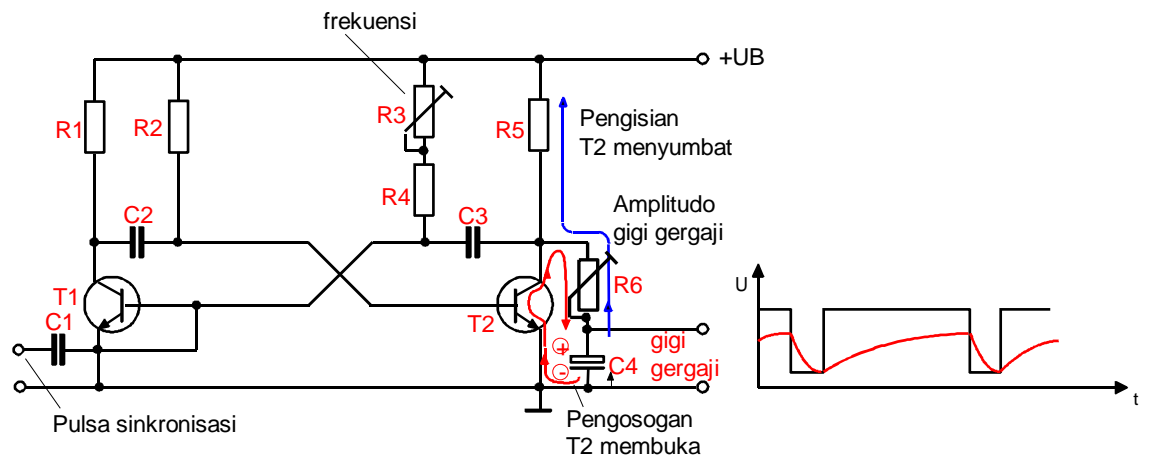 frekuensi
+UB
R1
R2
R3
R5
Pengisian
T2 menyumbat
R4
C2
C3
Amplitudo
gigi gergaji
T1
R6
U
C1
T2
+
gigi
-
C4
gergaji
t
Pulsa sinkronisasi
Pengosogan
T2 membuka